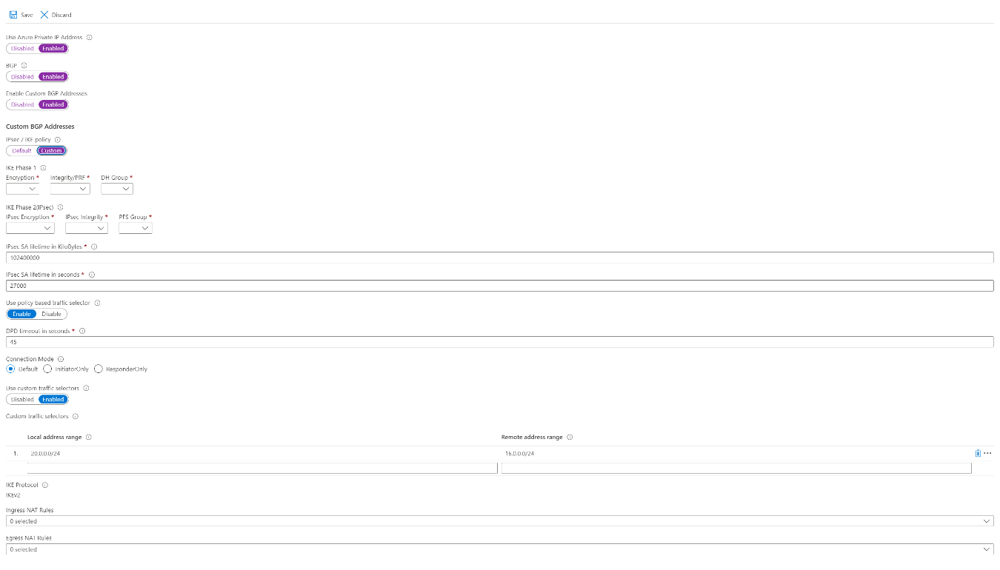 Save Discard
Use Azure Private IP Address
Disabled Enabled
BGP
Disabled Enabled
Enable Custom BGP Addresses
Disabled Enabled
Custom BGP Addresses
IPsec / IKE policy
Default Custom
IKE Phase 1
Encryption * Integrity/PRF * DH Group *
IKE Phase 2(IPsec)
IPsec Encryption * IPsec Integrity * PFS Group *
IPsec SA lifetime in KiloBytes *
102400000
IPsec SA lifetime in seconds *
27000
Use policy based traffic selector
Enable Disable
DPD timeout in seconds *
45
Connection Mode
Default InitiatorOnly ResponderOnly
Use custom traffic selectors
Disabled Enabled
Custom traffic selectors
Local address range Remote address range
1. 20.0.0.0/24 16.0.0.0/24
IKE Protocol
IKEv2
Ingress NAT Rules
0 selected
Egress NAT Rules
0 selected